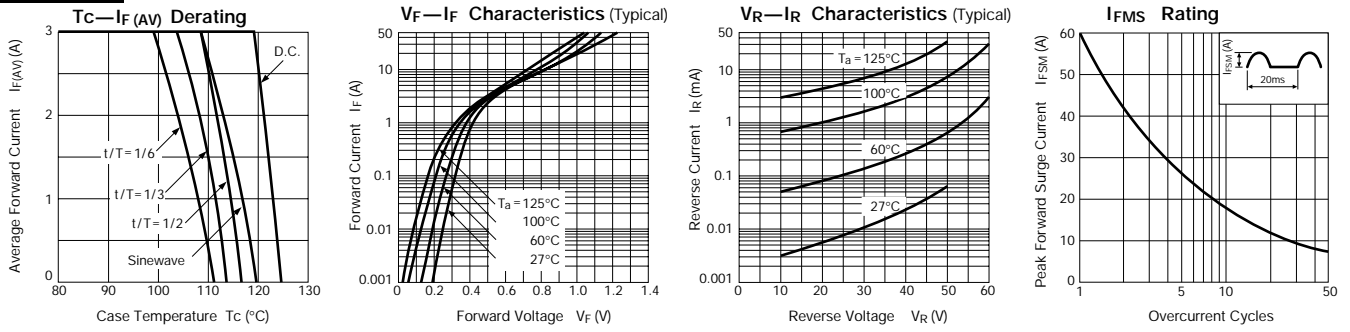 Tc—IF (AV) Derating
Average Forward Current IF(AV) (A)
3
2
1
0
D.C.
t/T=1/6
t/T=1/3
t/T=1/2
Sinewave
80 90 100 110 120 130
Case Temperature Tc (°C)
VF—IF Characteristics (Typical)
Forward Current IF (A)
50
10
1
0.1
0.01
0.001
Ta=125°C
100°C
60°C
27°C
0 0.2 0.4 0.6 0.8 1.0 1.2 1.4
Forward Voltage VF (V)
VR—IR Characteristics (Typical)
Reverse Current IR (mA)
50
10
1
0.1
0.01
0.001
Ta=125°C
100°C
60°C
27°C
0 10 20 30 40 50 60
Reverse Voltage VR (V)
IFMS Rating
Peak Forward Surge Current IFSM (A)
60
50
40
30
20
10
0
IFSM (A)
20ms
1 5 10 50
Overcurrent Cycles